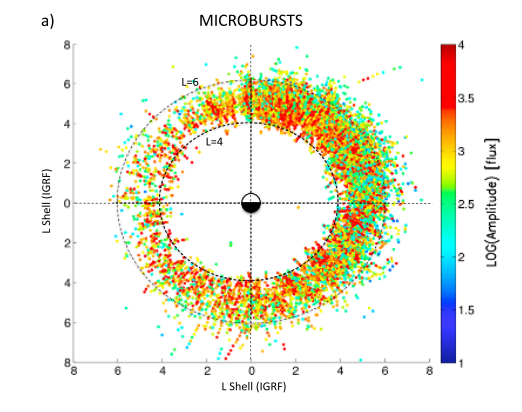 a)
MICROBURSTS
8
6
4
2
0
2
4
6
8
L Shell (IGRF)
L=6
L=4
8 6 4 2 0 2 4 6 8
L Shell (IGRF)
4
3.5
3
2.5
2
1.5
1
LOG(Amplitude) [flux]